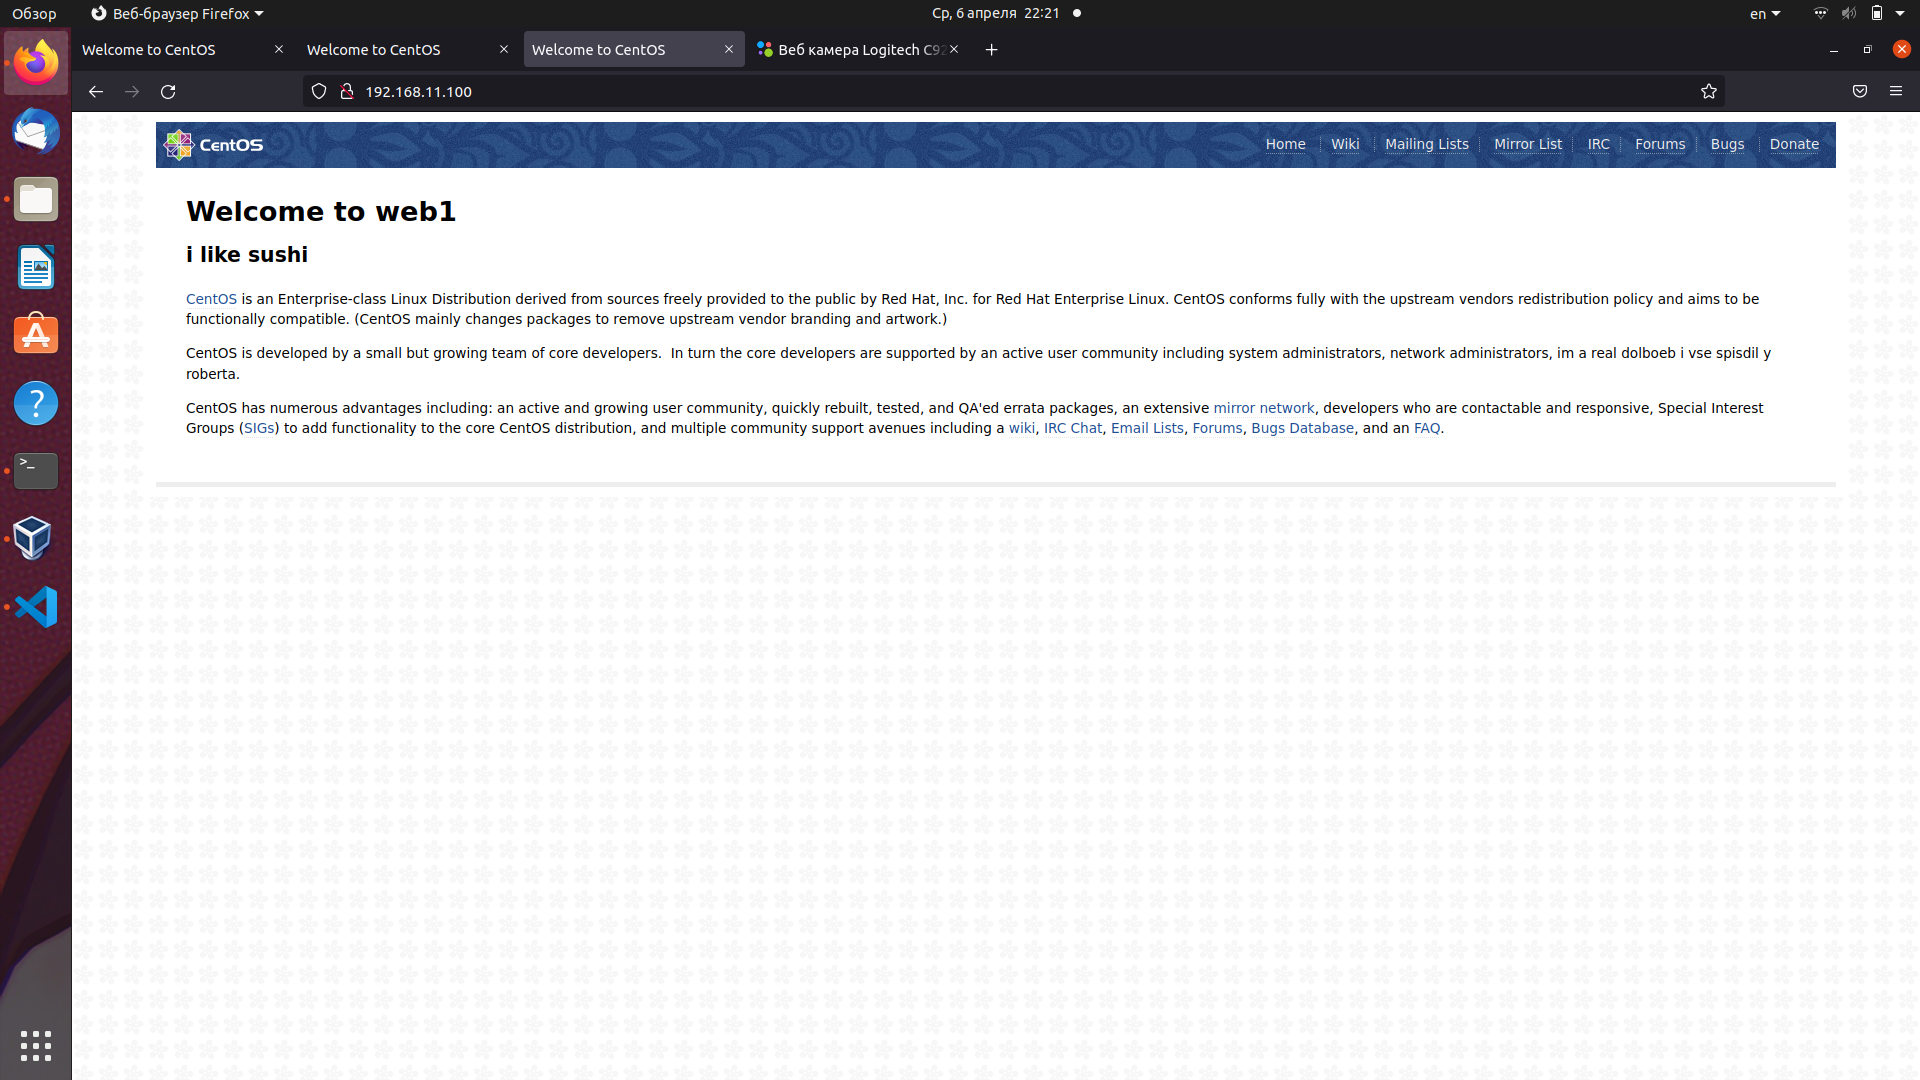 Обзор Веб-браузер Firefox Ср, 6 апреля 22:21 en
Welcome to CentOS Welcome to CentOS Welcome to CentOS Веб камера Logitech C92
192.168.11.100
CentOS Home Wiki Mailing Lists Mirror List IRC Forums Bugs Donate
Welcome to web1
i like sushi
CentOS is an Enterprise-class Linux Distribution derived from sources freely provided to the public by Red Hat, Inc. for Red Hat Enterprise Linux. CentOS conforms fully with the upstream vendors redistribution policy and aims to be
functionally compatible. (CentOS mainly changes packages to remove upstream vendor branding and artwork.)
CentOS is developed by a small but growing team of core developers.  In turn the core developers are supported by an active user community including system administrators, network administrators, im a real dolboeb i vse spisdil y
roberta.
CentOS has numerous advantages including: an active and growing user community, quickly rebuilt, tested, and QA'ed errata packages, an extensive mirror network, developers who are contactable and responsive, Special Interest
Groups (SIGs) to add functionality to the core CentOS distribution, and multiple community support avenues including a wiki, IRC Chat, Email Lists, Forums, Bugs Database, and an FAQ.